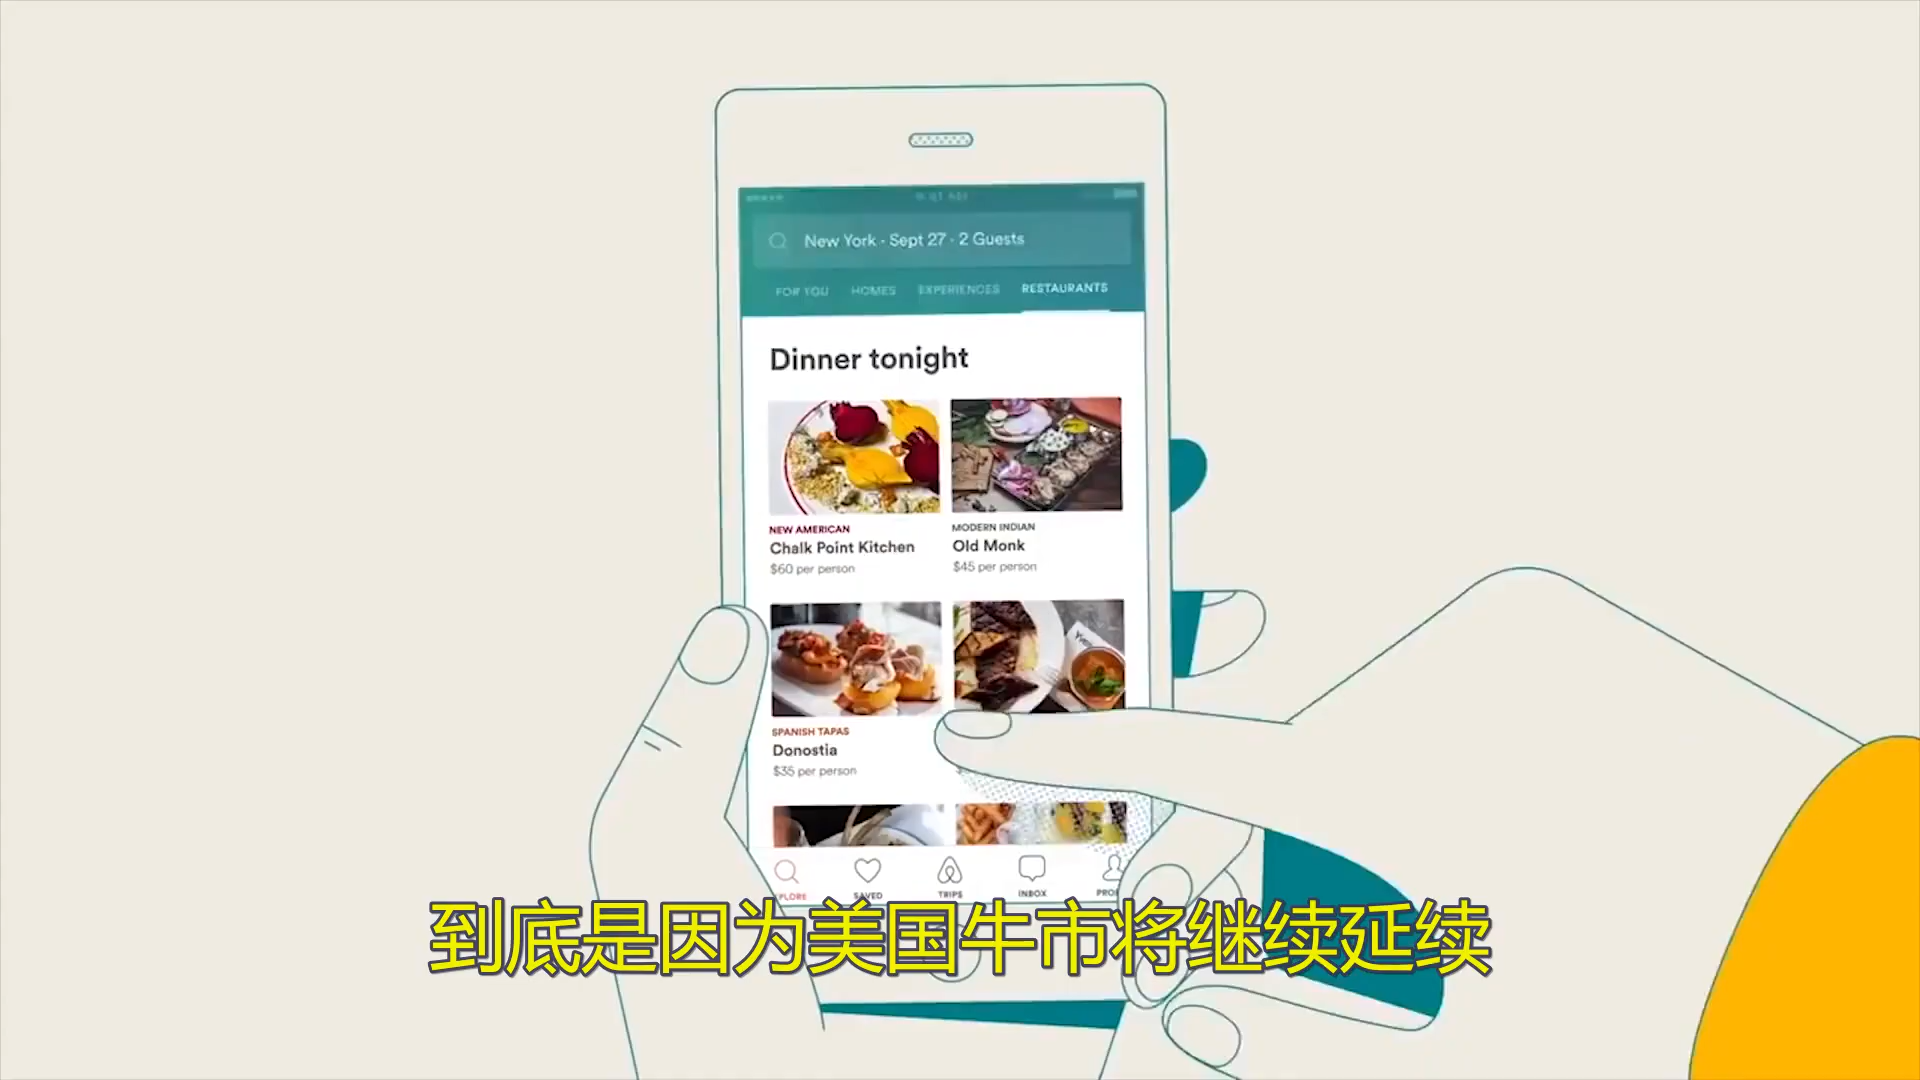 New York · Sept 27 · 2 Guests
FOR YOU HOMES EXPERIENCES RESTAURANTS
Dinner tonight
NEW AMERICAN
Chalk Point Kitchen
$60 per person
MODERN INDIAN
Old Monk
$45 per person
SPANISH TAPAS
Donostia
$35 per person
SAVED TRIPS INBOX
到底是因为美国牛市将继续延续